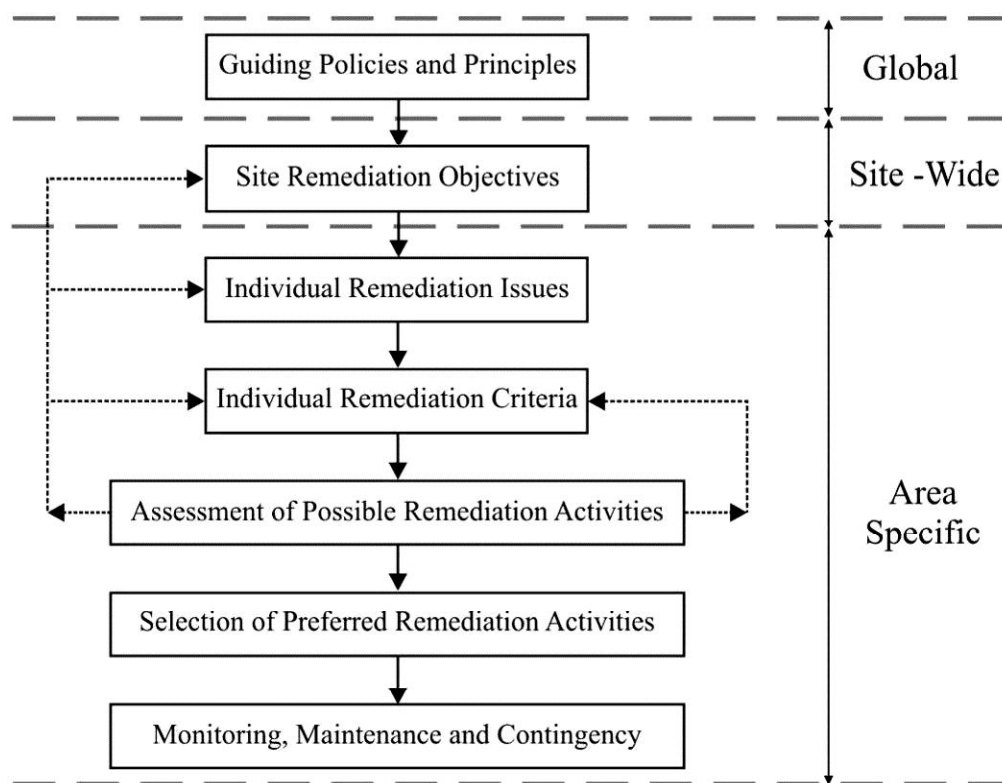 Guiding Policies and Principles
Global
Site Remediation Objectives
Site -Wide
Individual Remediation Issues
Individual Remediation Criteria
Assessment of Possible Remediation Activities
Area
Specific
Selection of Preferred Remediation Activities
Monitoring, Maintenance and Contingency